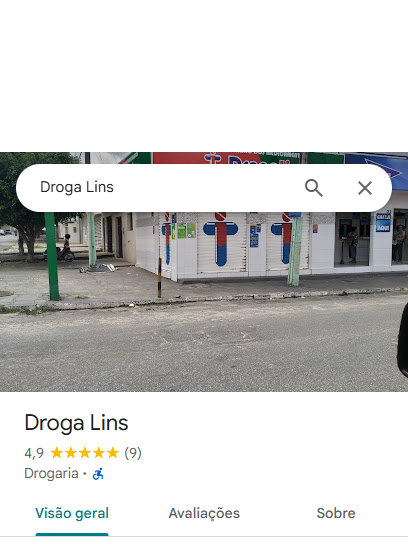 Droga Lins
Droga Lins
4,9
(9)
Drogaria ·
Visão geral
Avaliações
Sobre